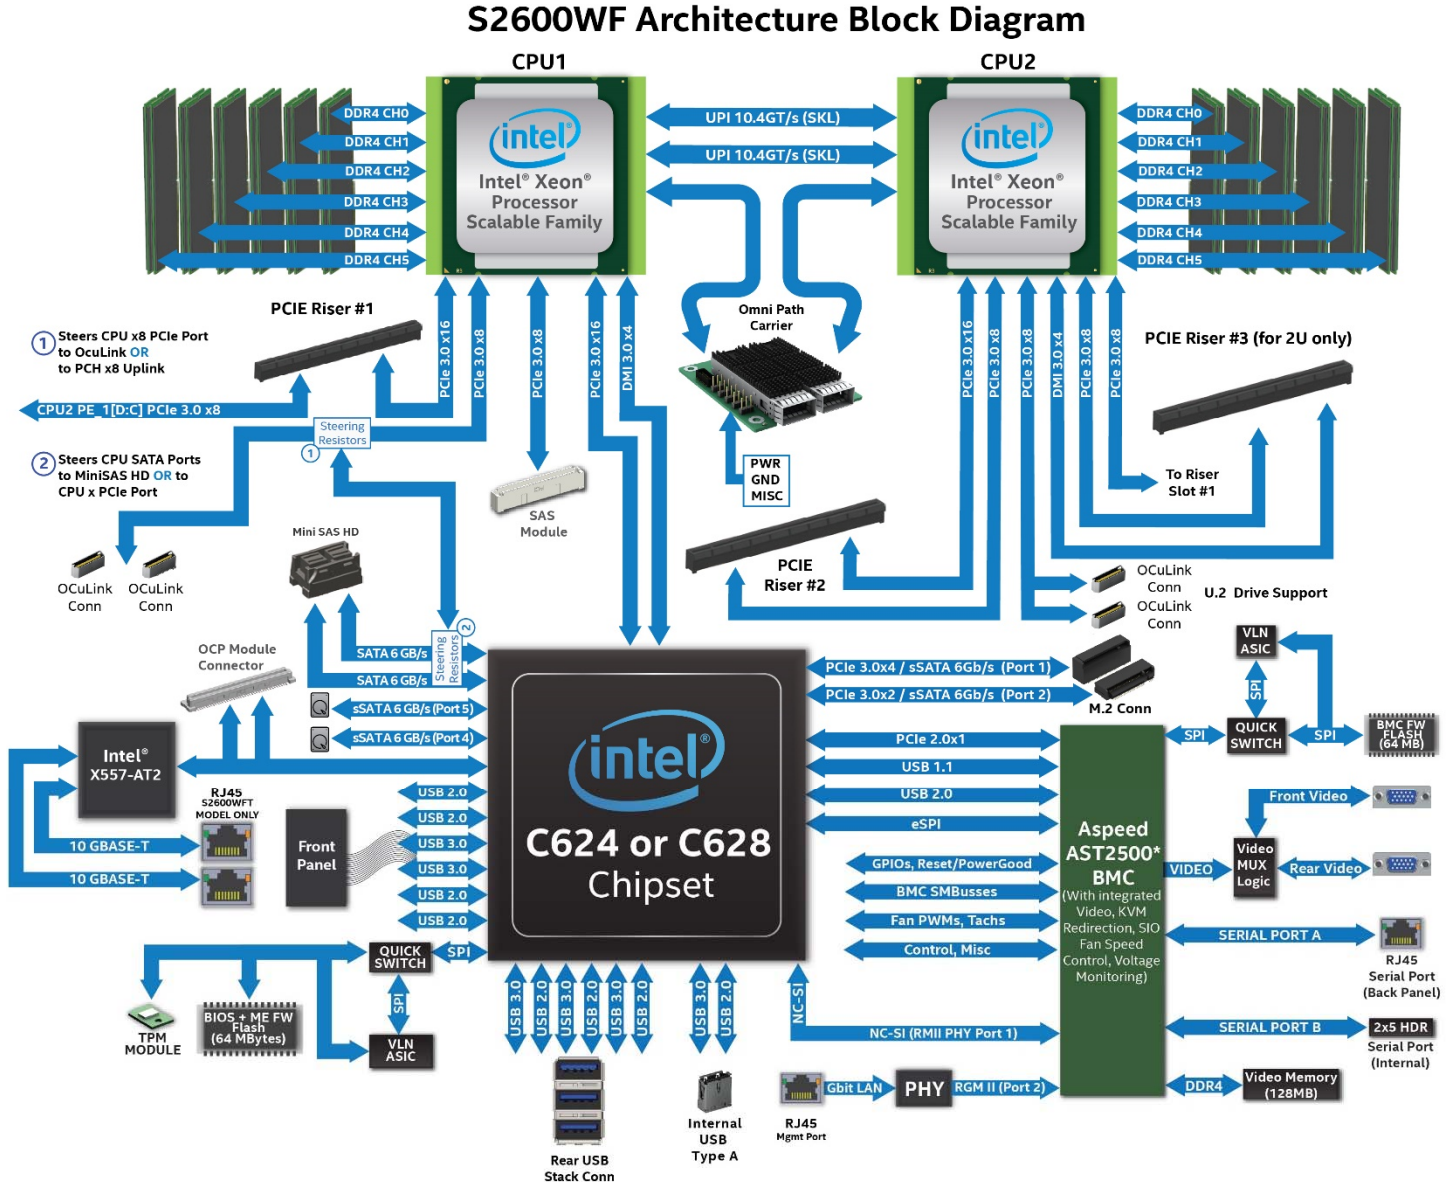 S2600WF Architecture Block Diagram
CPU1
CPU2
DDR4 CH0
DDR4 CH1
DDR4 CH2
DDR4 CH3
DDR4 CH4
DDR4 CH5
intel®
Intel® Xeon®
Processor
Scalable Family
UPI 10.4GT/s (SKL)
UPI 10.4GT/s (SKL)
intel®
Intel® Xeon®
Processor
Scalable Family
DDR4 CH0
DDR4 CH1
DDR4 CH2
DDR4 CH3
DDR4 CH4
DDR4 CH5
PCIE Riser #1
1
Steers CPU x8 PCIe Port
to OcuLink OR
to PCH x8 Uplink
CPU2 PE_1[D:C] PCIe 3.0 x8
2
Steers CPU SATA Ports
to MiniSAS HD OR to
CPU x PCIe Port
PCIe 3.0 x16
PCIe 3.0 x8
PCIe 3.0 x8
PCIe 3.0 x16
DMI 3.0 x4
Steering
Resistors
1
Omni Path
Carrier
PWR
GND
MISC
PCIe 3.0 x16
PCIe 3.0 x8
PCIe 3.0 x8
DMI 3.0 x4
PCIe 3.0 x8
PCIe 3.0 x8
PCIE Riser #3 (for 2U only)
To Riser
Slot #1
SAS
Module
Mini SAS HD
PCIE
Riser #2
OCuLink
Conn
OCuLink
Conn
OCuLink
Conn
OCuLink
Conn
U.2 Drive Support
OCP Module
Connector
SATA 6 GB/s
SATA 6 GB/s
Steering
Resistors
2
sSATA 6 GB/s (Port 5)
sSATA 6 GB/s (Port 4)
PCIe 3.0x4 / sSATA 6Gb/s (Port 1)
PCIe 3.0x2 / sSATA 6Gb/s (Port 2)
M.2 Conn
VLN
ASIC
SPI
SPI
QUICK
SWITCH
SPI
BMC FW
FLASH
(64 MB)
Intel®
X557-AT2
RJ45
S2600WFT
MODEL ONLY
10 GBASE-T
10 GBASE-T
Front
Panel
USB 2.0
USB 2.0
USB 3.0
USB 3.0
USB 2.0
USB 2.0
intel®
C624 or C628
Chipset
PCIe 2.0x1
USB 1.1
USB 2.0
eSPI
GPIOs, Reset/PowerGood
BMC SMBusses
Fan PWMs, Tachs
Control, Misc
Aspeed
AST2500*
BMC
(With integrated
Video, KVM
Redirection, SIO
Fan Speed
Control, Voltage
Monitoring)
VIDEO
Video
MUX
Logic
Front Video
Rear Video
SERIAL PORT A
RJ45
Serial Port
(Back Panel)
SERIAL PORT B
2x5 HDR
Serial Port
(Internal)
DDR4
Video Memory
(128MB)
QUICK
SWITCH
SPI
SPI
VLN
ASIC
TPM
MODULE
BIOS + ME FW
Flash
(64 MBytes)
USB 3.0
USB 2.0
USB 3.0
USB 2.0
USB 3.0
USB 2.0
USB 3.0
USB 2.0
NC-SI
NC-SI (RMII PHY Port 1)
Rear USB
Stack Conn
Internal
USB
Type A
RJ45
Mgmt Port
Gbit LAN
PHY
RGM II (Port 2)